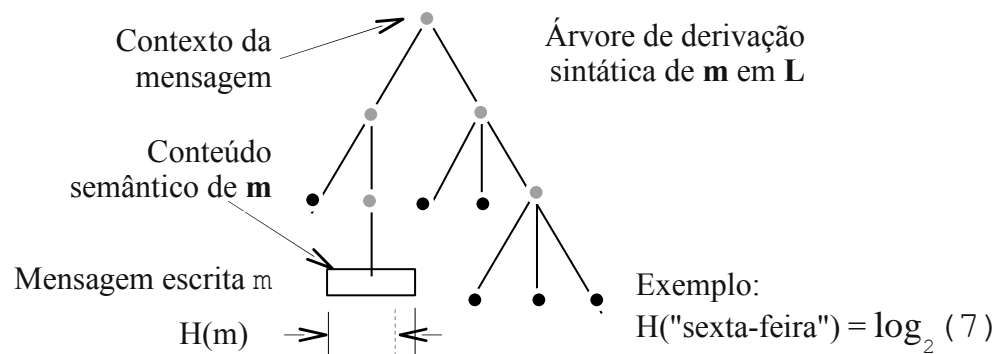 Contexto da
mensagem
Árvore de derivação
sintática de m em L
Conteúdo
semântico de m
Mensagem escrita m
H(m)
Exemplo:
H("sexta-feira") = log₂ (7)